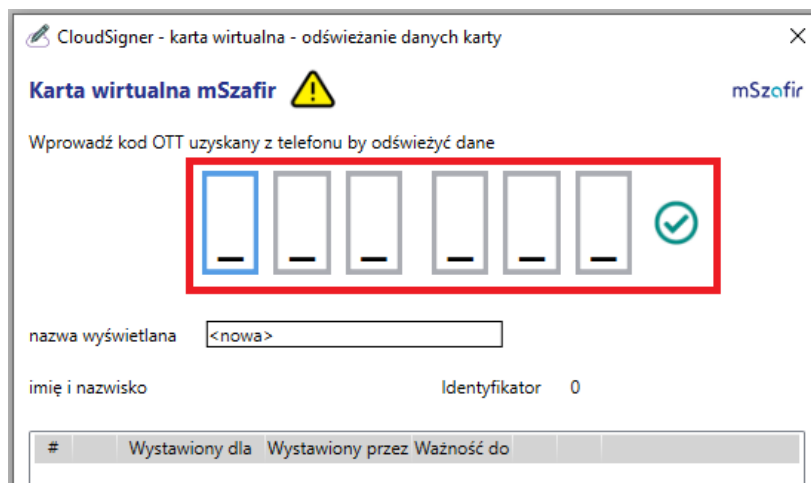 CloudSigner - karta wirtualna - odświeżanie danych karty
Karta wirtualna mSzafir
mSzafir
Wprowadź kod OTT uzyskany z telefonu by odświeżyć dane
nazwa wyświetlana <nowa>
imię i nazwisko Identyfikator 0
# Wystawiony dla Wystawiony przez Ważność do